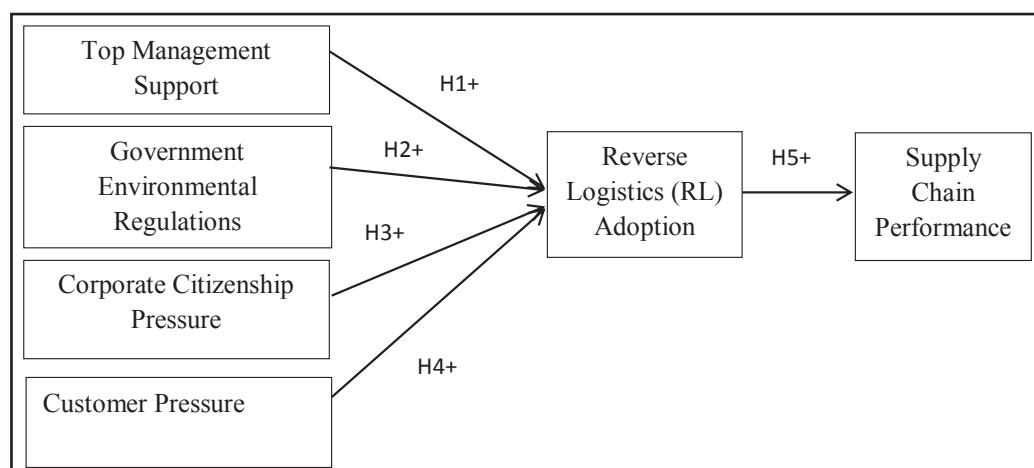 Top Management
Support
H1+
Government
Environmental
Regulations
H2+
Corporate Citizenship
Pressure
H3+
Customer Pressure
H4+
Reverse
Logistics (RL)
Adoption
H5+
Supply
Chain
Performance